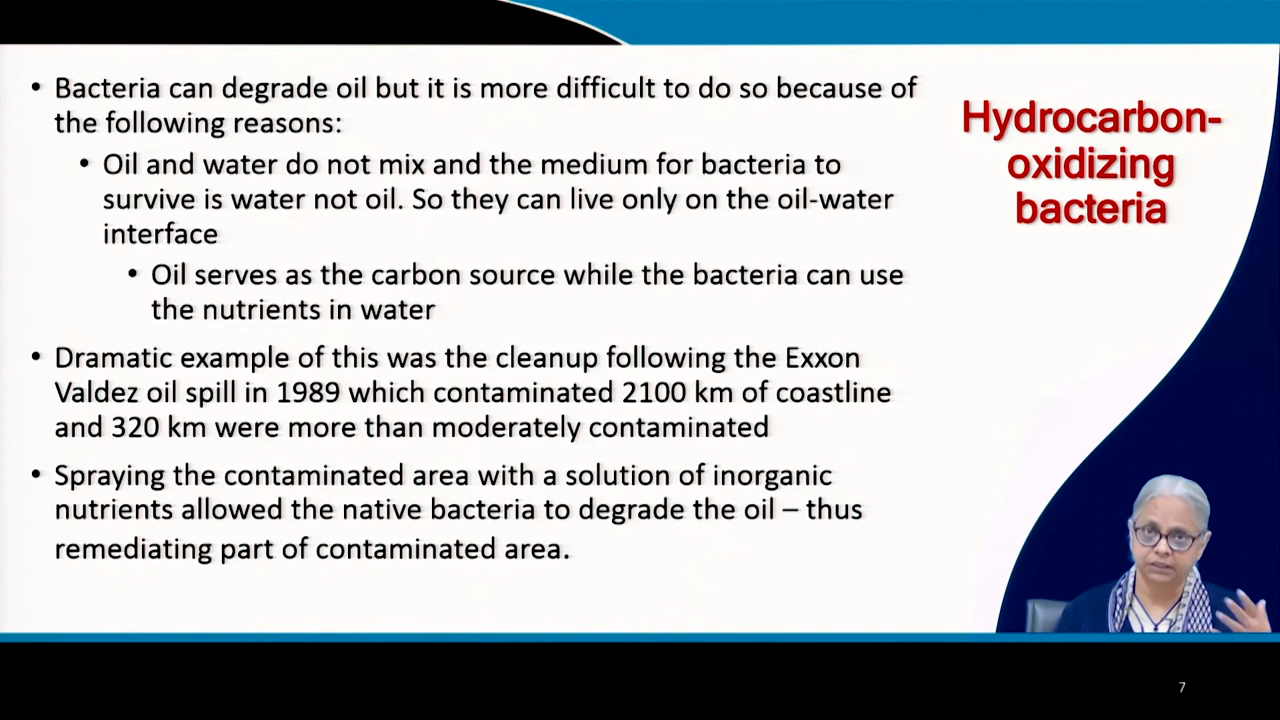 • Bacteria can degrade oil but it is more difficult to do so because of
the following reasons:
• Oil and water do not mix and the medium for bacteria to
survive is water not oil. So they can live only on the oil-water
interface
• Oil serves as the carbon source while the bacteria can use
the nutrients in water
• Dramatic example of this was the cleanup following the Exxon
Valdez oil spill in 1989 which contaminated 2100 km of coastline
and 320 km were more than moderately contaminated
• Spraying the contaminated area with a solution of inorganic
nutrients allowed the native bacteria to degrade the oil – thus
remediating part of contaminated area.
Hydrocarbon-
oxidizing
bacteria
7